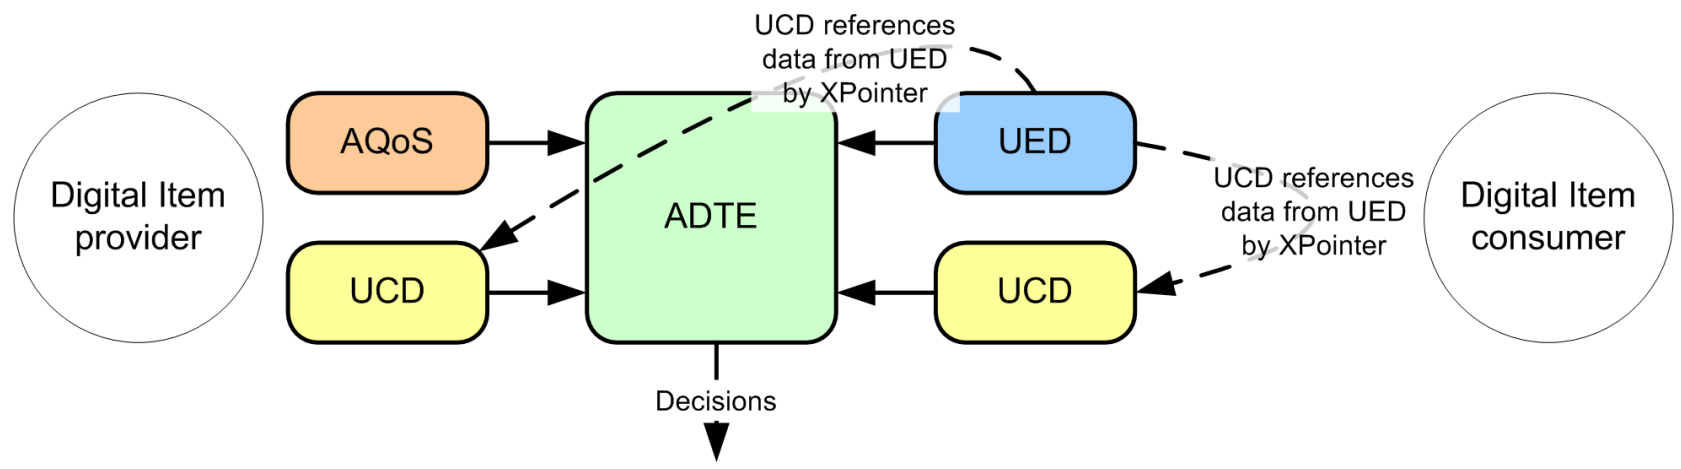 UCD references
data from UED
by XPointer
Digital Item
provider
AQoS
UCD
ADTE
UED
UCD
UCD references
data from UED
by XPointer
Digital Item
consumer
Decisions